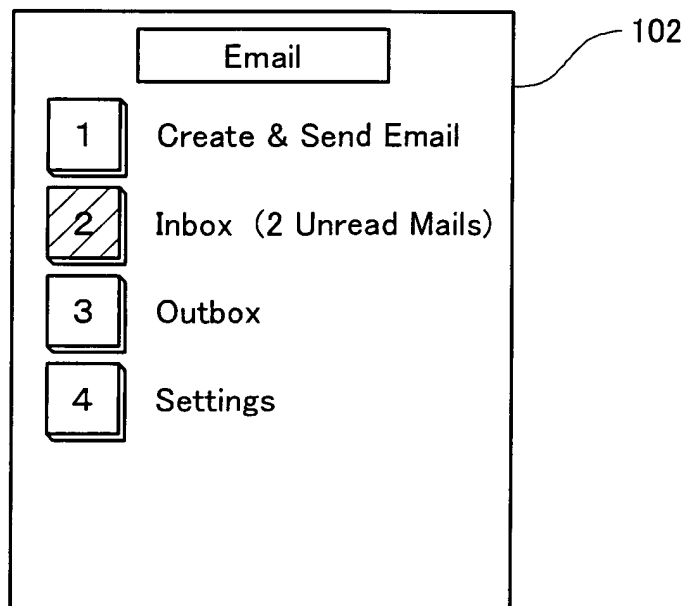 Email
102
1 Create & Send Email
2 Inbox (2 Unread Mails)
3 Outbox
4 Settings